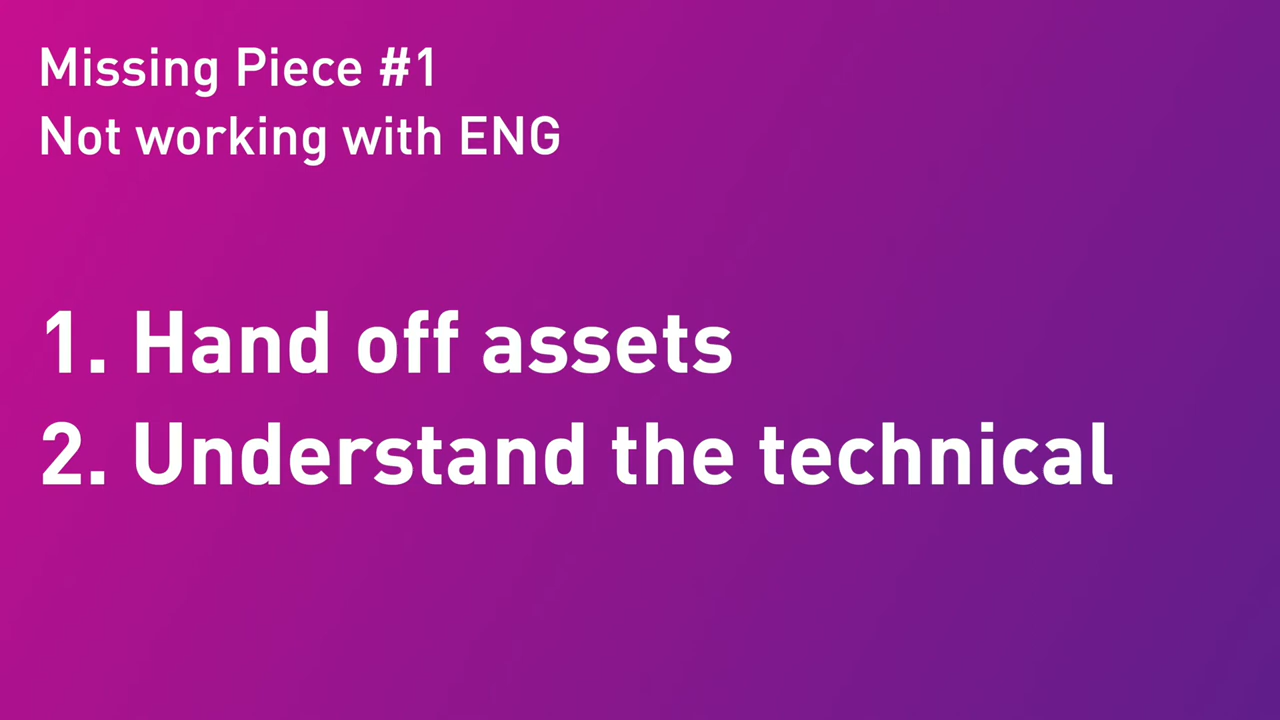 Missing Piece #1
Not working with ENG
1. Hand off assets
2. Understand the technical